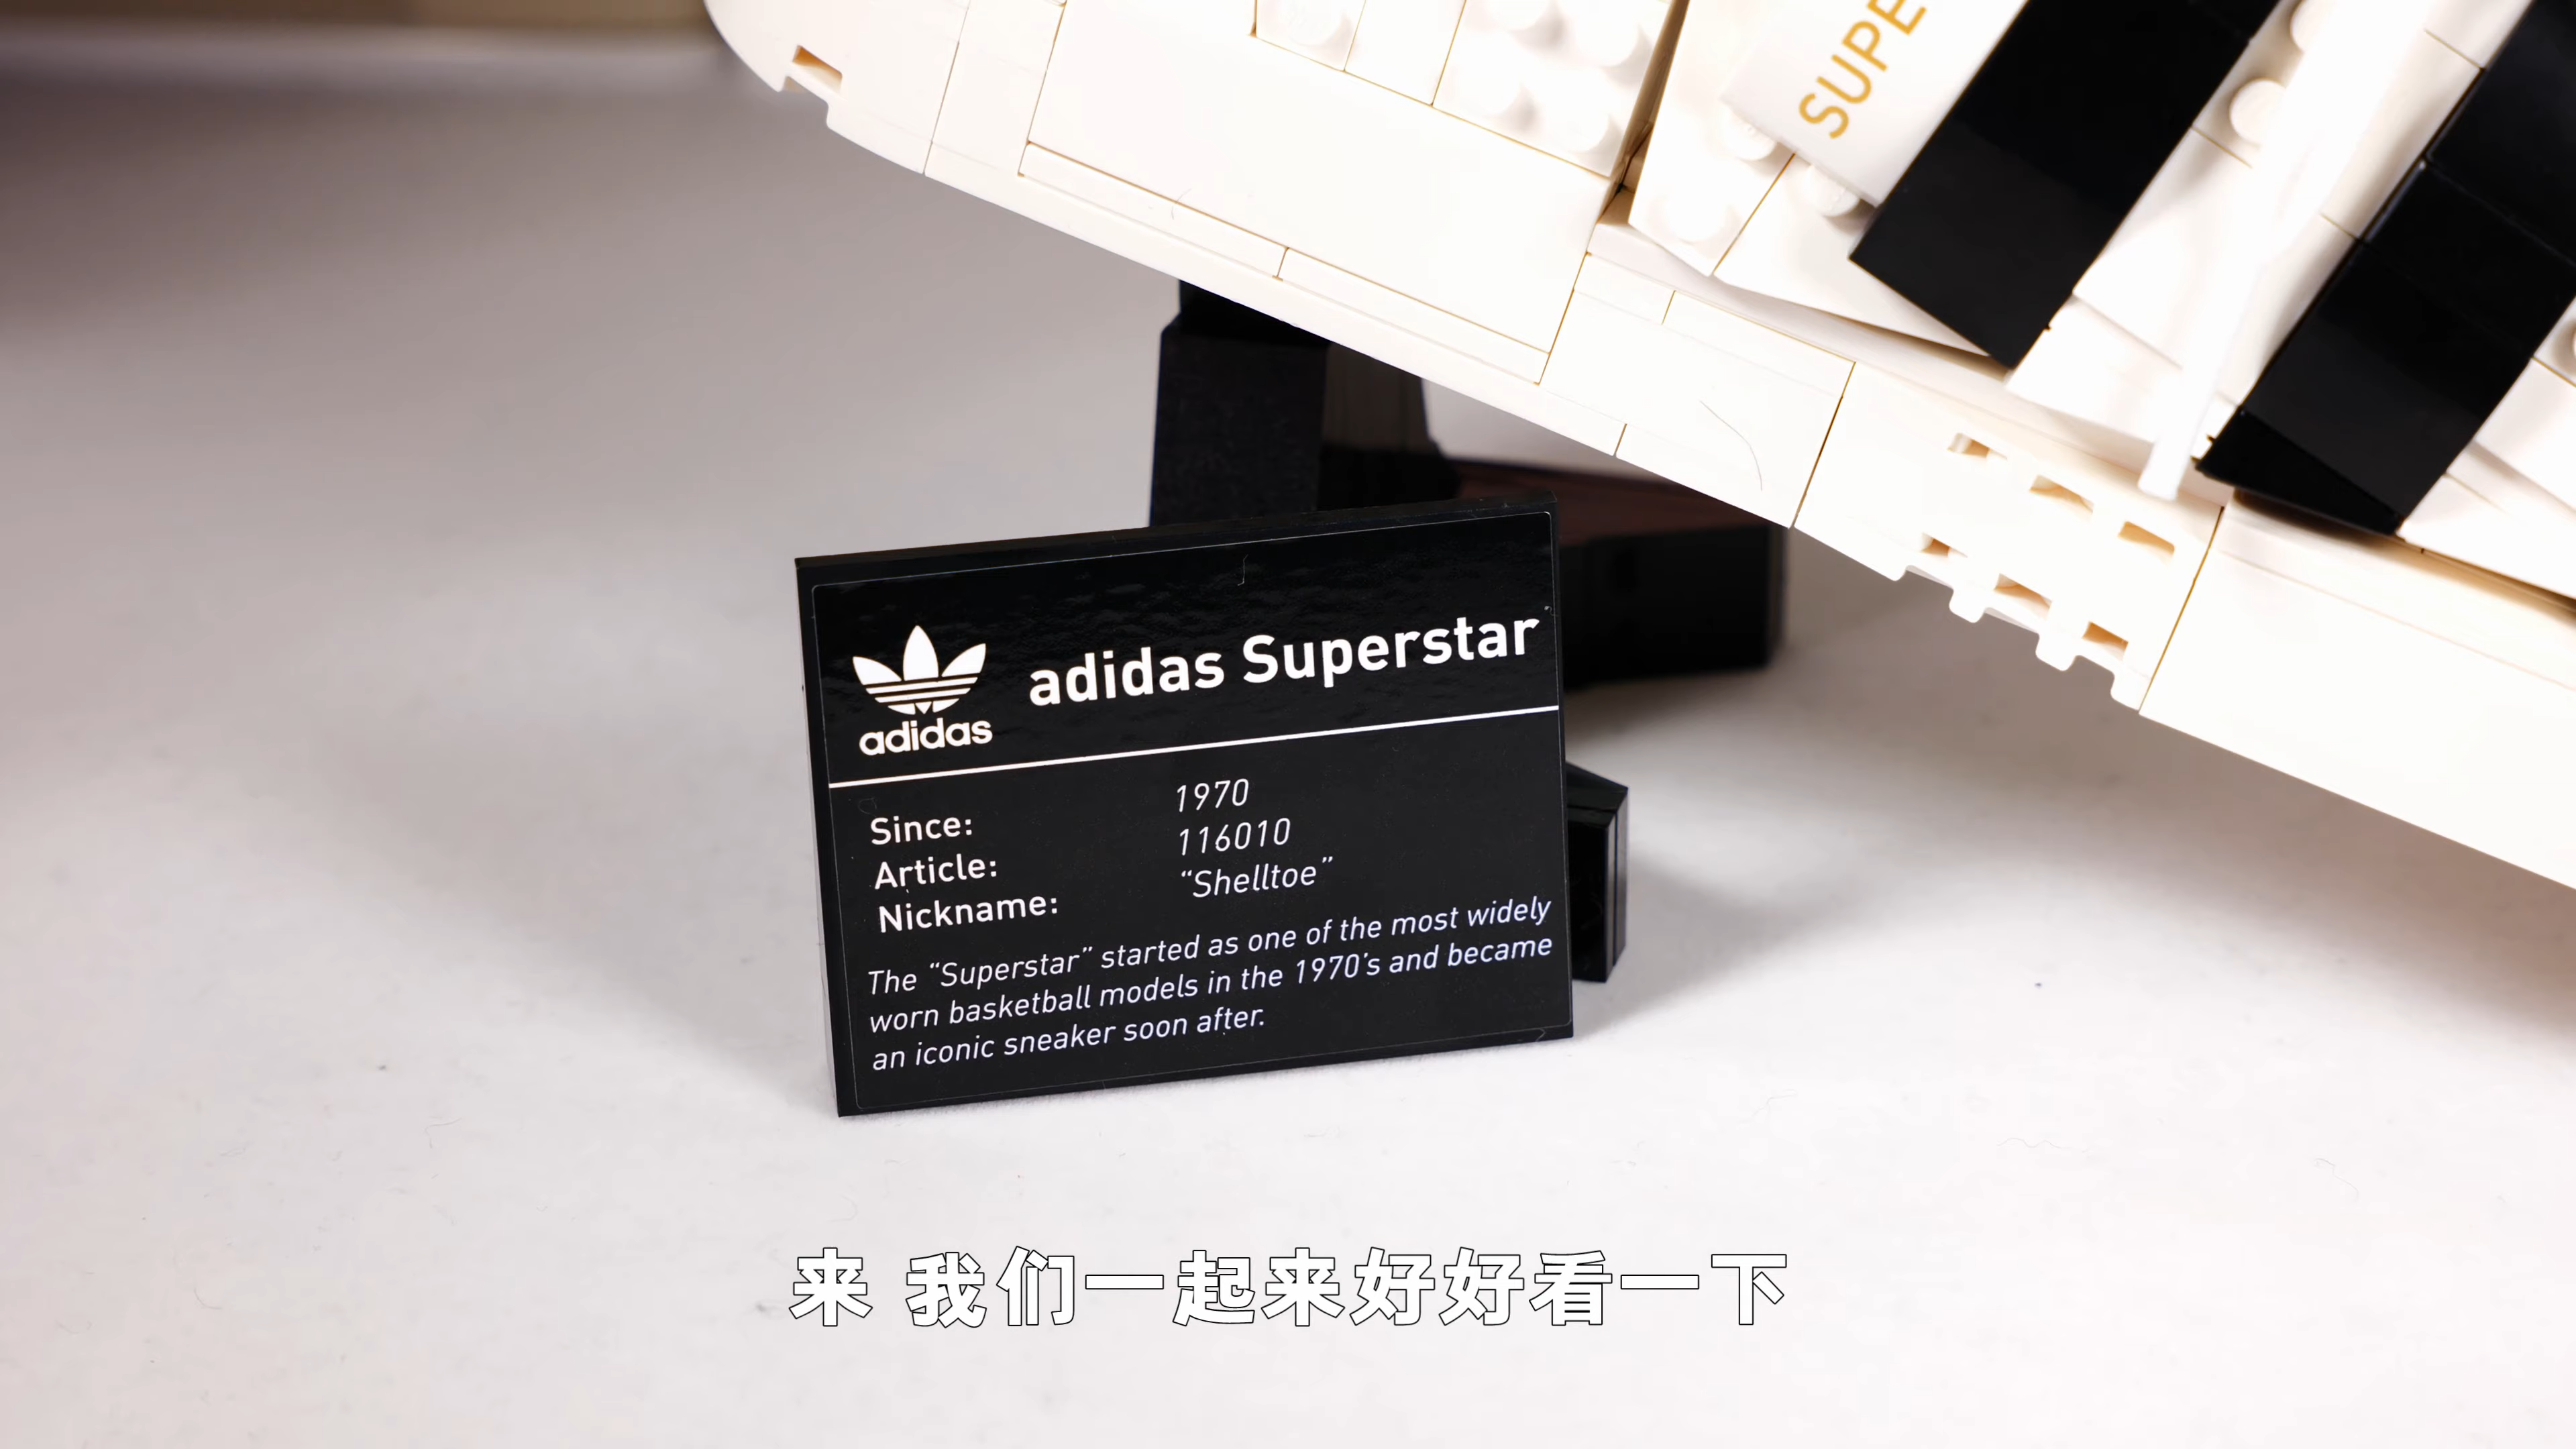 SUPE
adidas
adidas Superstar
Since: 1970
Article: 116010
Nickname: “Shelltoe”
The “Superstar” started as one of the most widely
worn basketball models in the 1970's and became
an iconic sneaker soon after.
来 我们一起来好好看一下